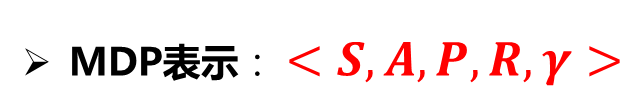 ➢ MDP表示：< S, A, P, R, γ >